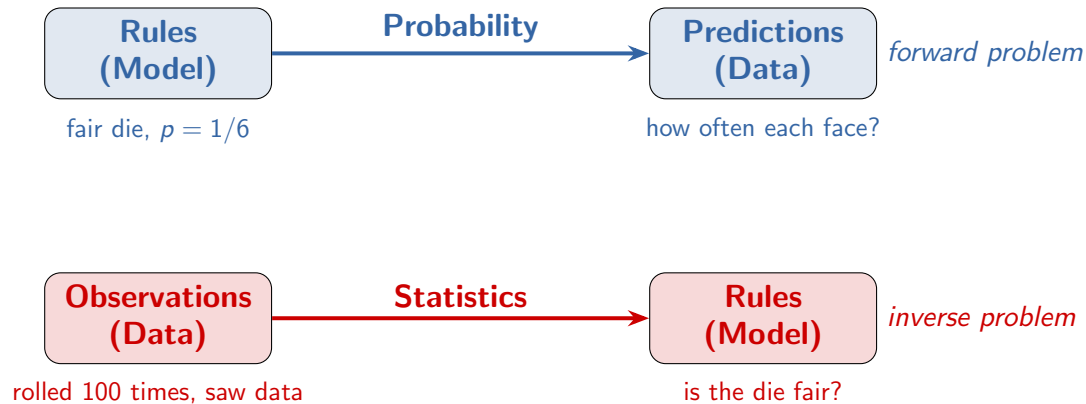 Rules
(Model)
Probability
Predictions
(Data)
forward problem
fair die, p = 1/6
how often each face?
Observations
(Data)
Statistics
Rules
(Model)
inverse problem
rolled 100 times, saw data
is the die fair?